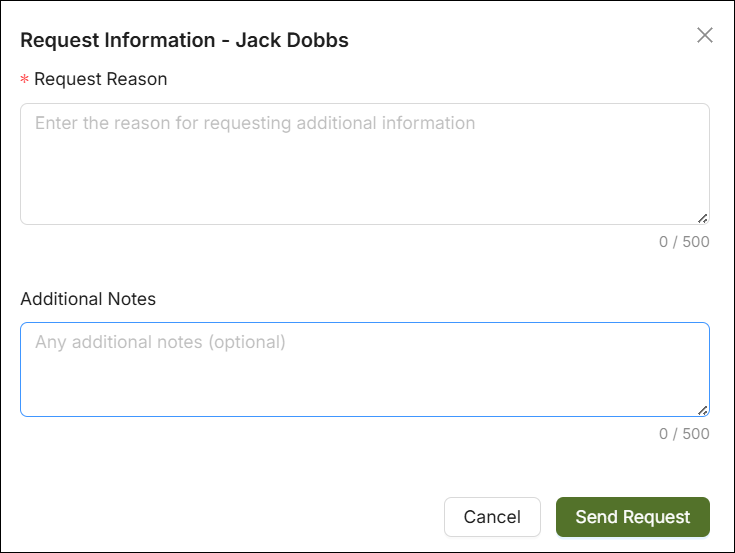 Request Information - Jack Dobbs
* Request Reason
Enter the reason for requesting additional information
0 / 500
Additional Notes
Any additional notes (optional)
0 / 500
Cancel
Send Request